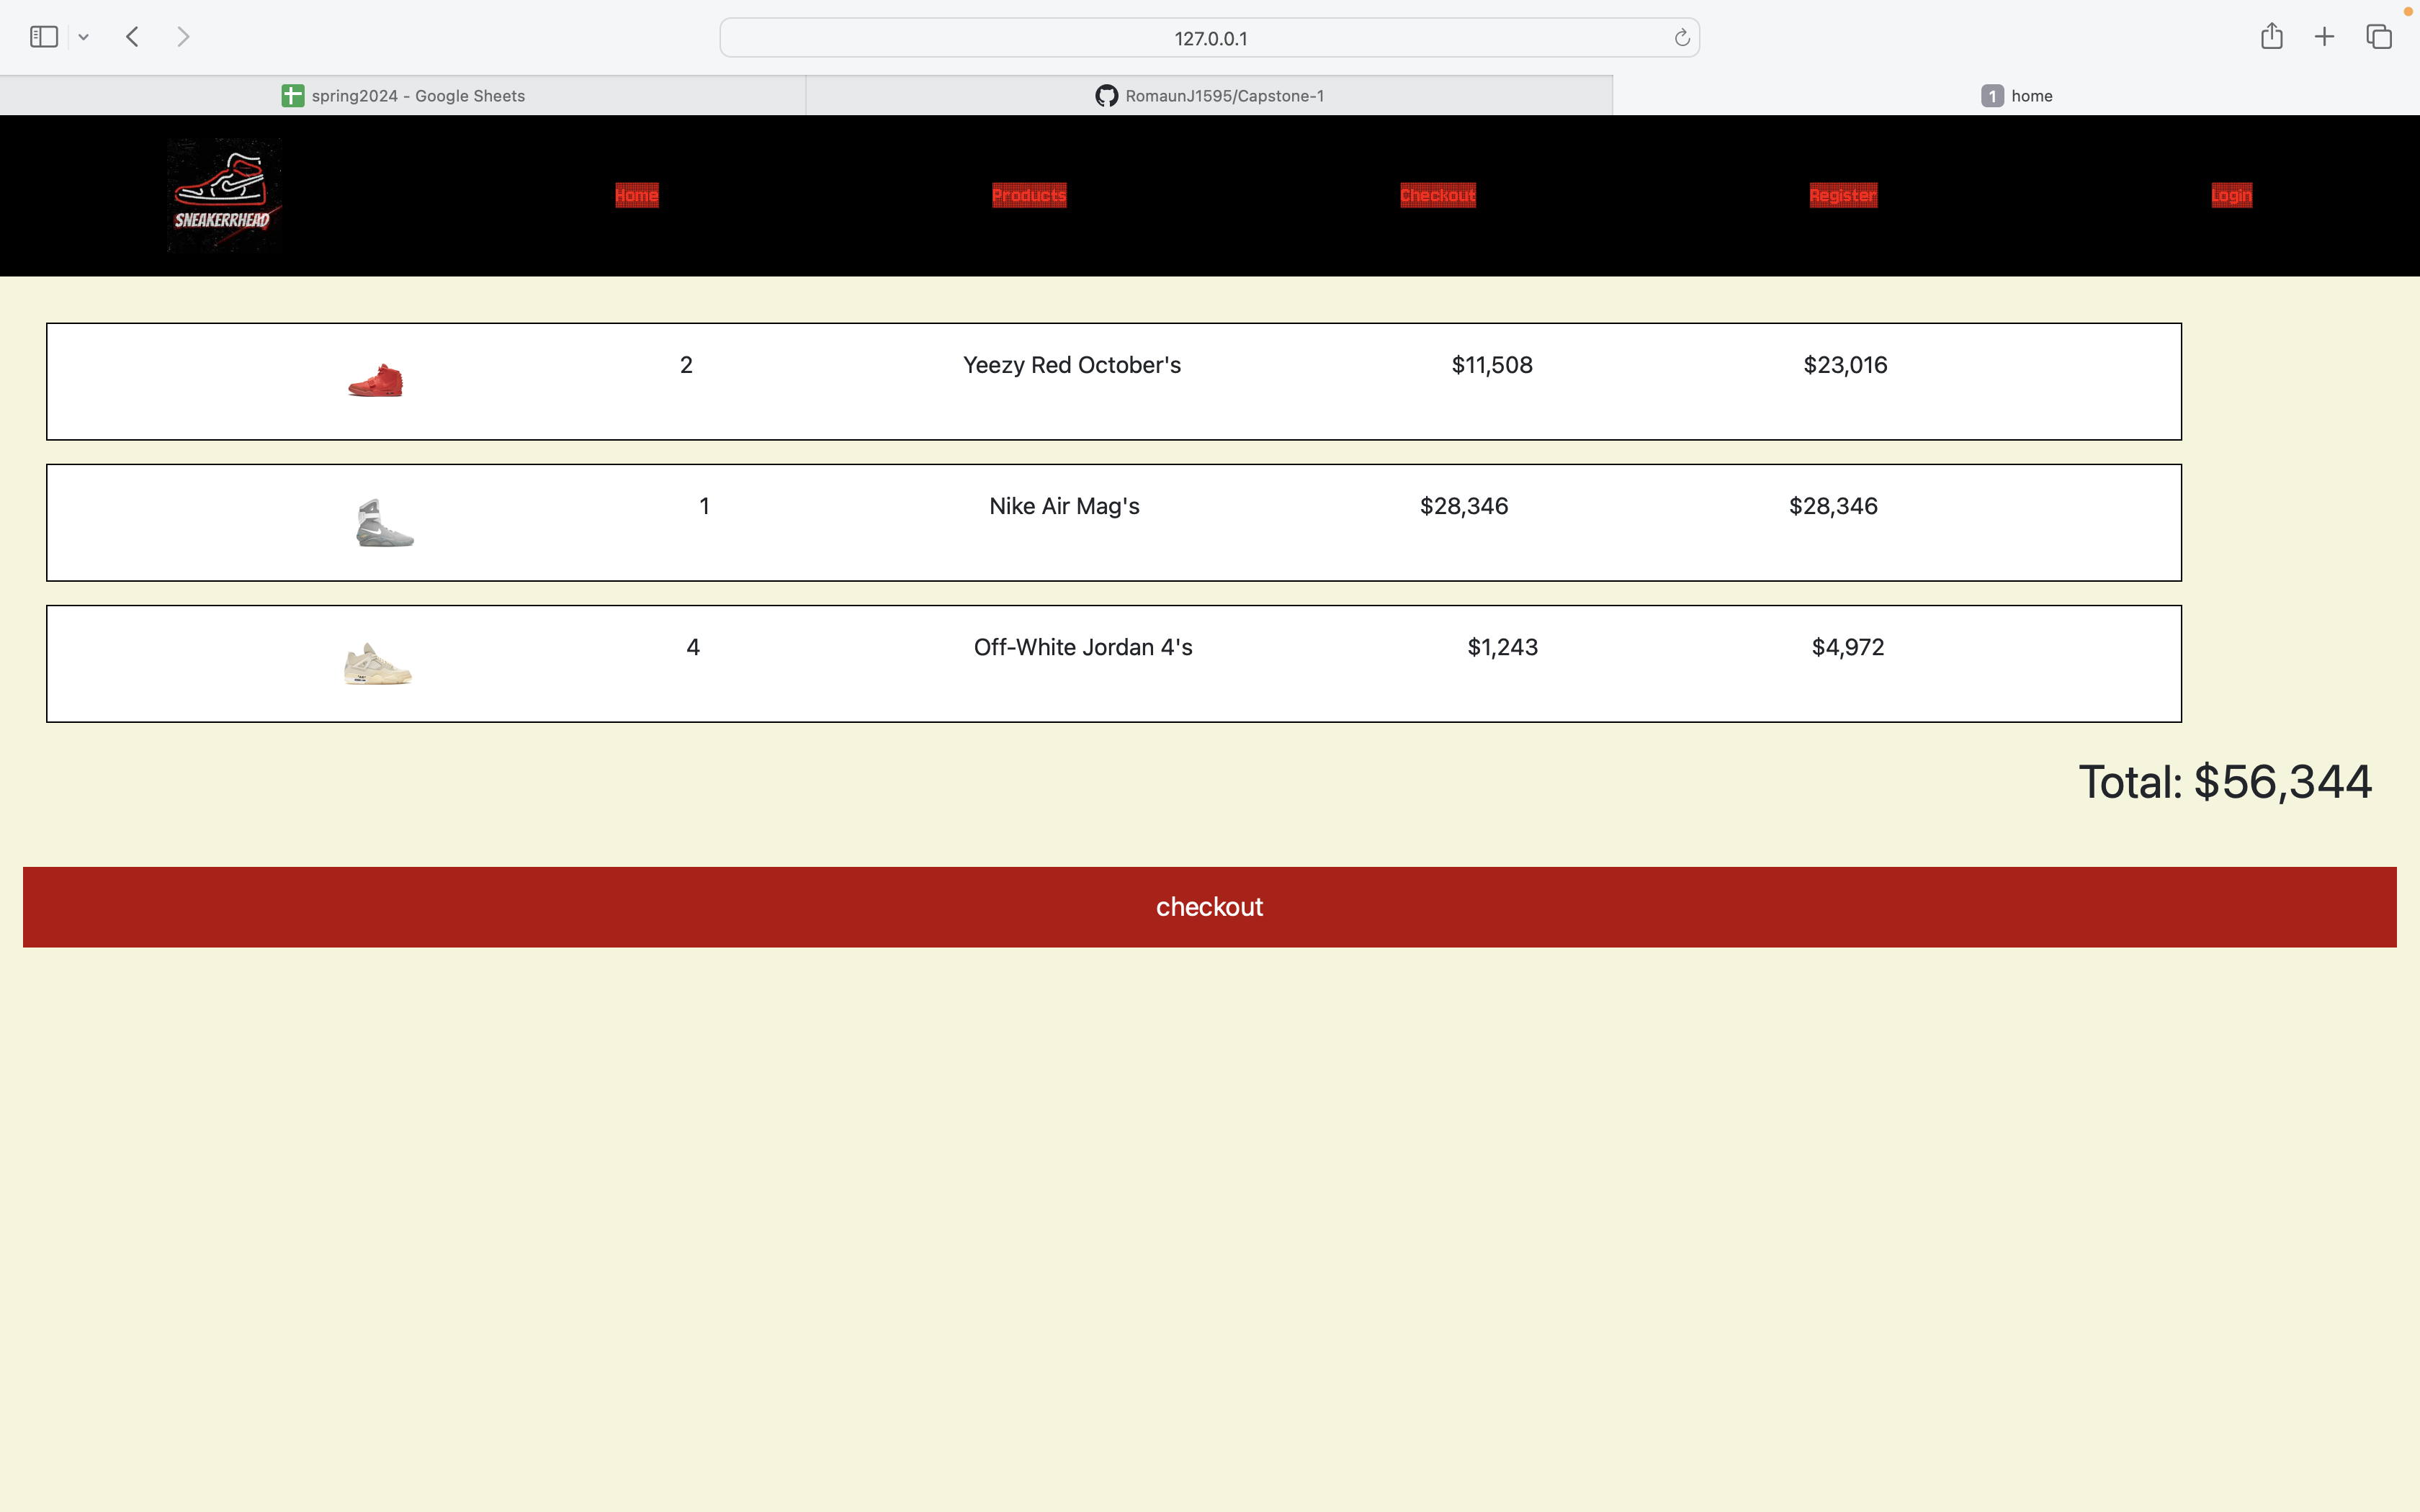 127.0.0.1
spring2024 - Google Sheets
RomaunJ1595/Capstone-1
1 home
SNEAKERRHEAD
Home Products Checkout Register Login
2 Yeezy Red October's $11,508 $23,016
1 Nike Air Mag's $28,346 $28,346
4 Off-White Jordan 4's $1,243 $4,972
Total: $56,344
checkout